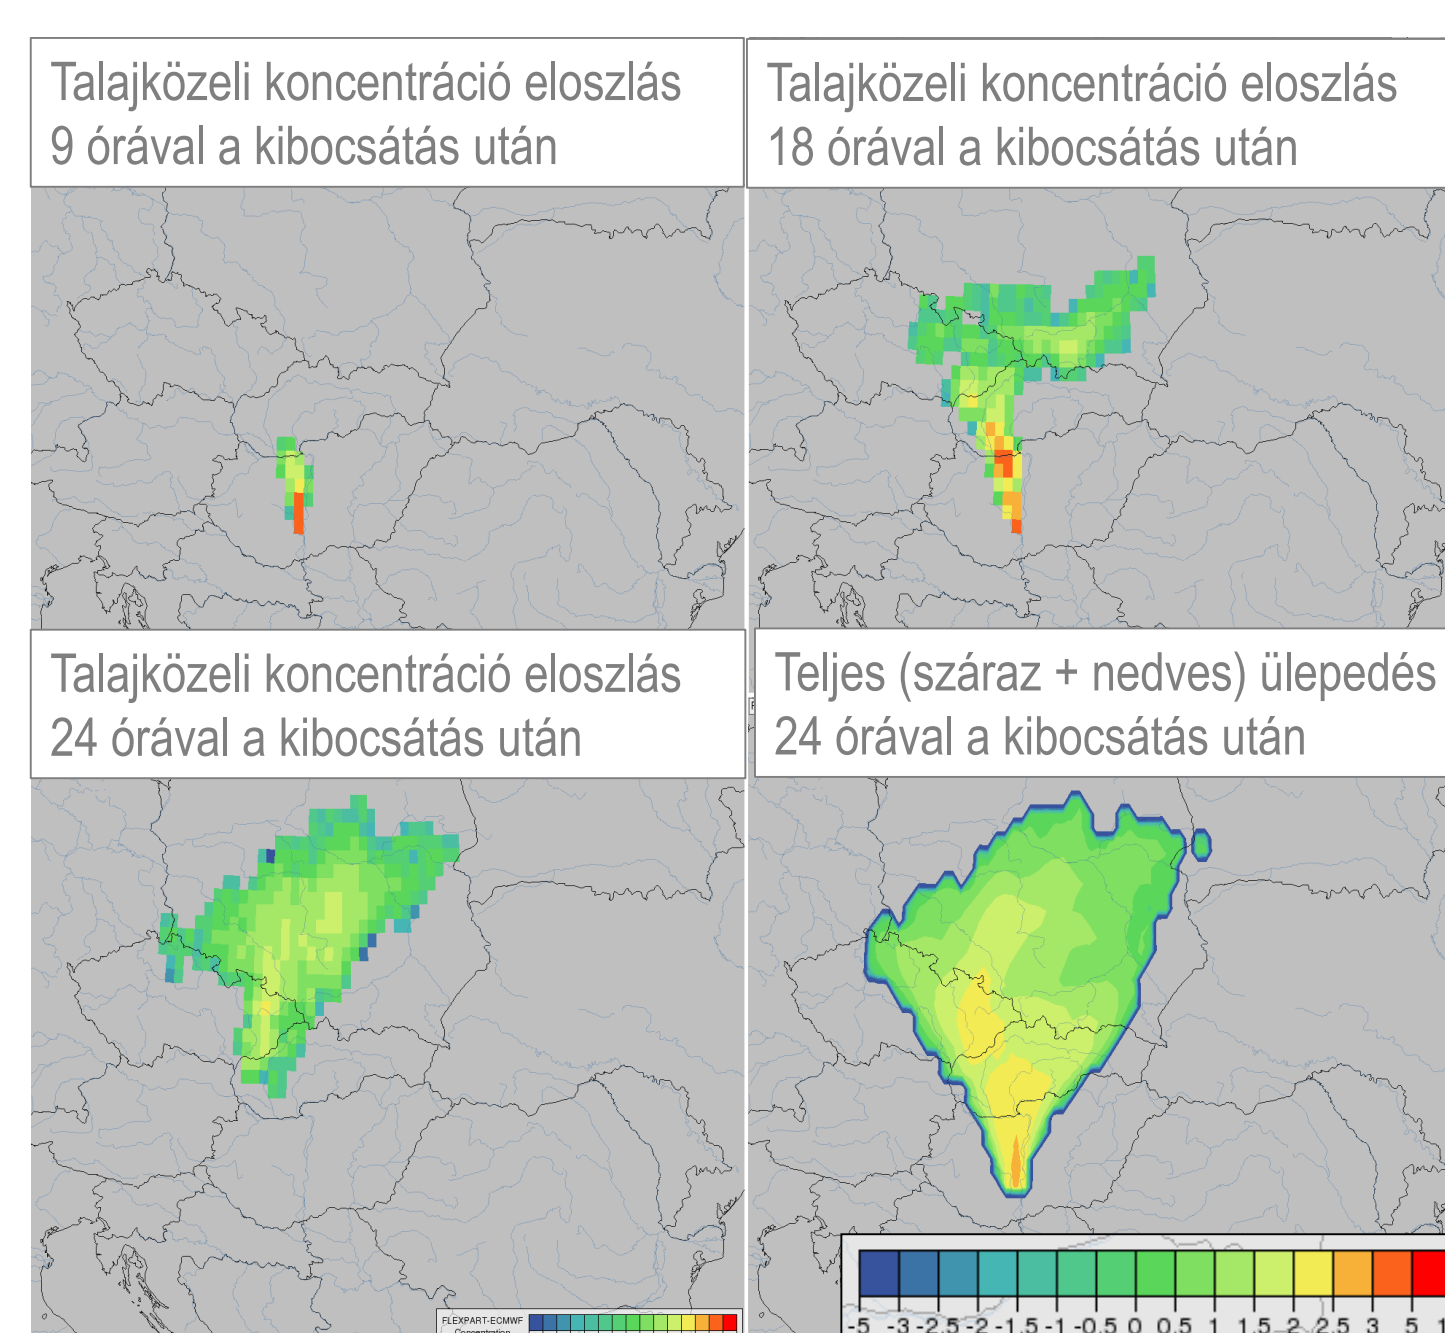 Talajközeli koncentráció eloszlás
9 órával a kibocsátás után
Talajközeli koncentráció eloszlás
18 órával a kibocsátás után
Talajközeli koncentráció eloszlás
24 órával a kibocsátás után
Teljes (száraz + nedves) ülepedés
24 órával a kibocsátás után
FLEXPART-ECMWF
Concentration
-5 -3 -2,5 -2 -1,5 -1 -0,5 0 0,5 1 1,5 2 2,5 3 5